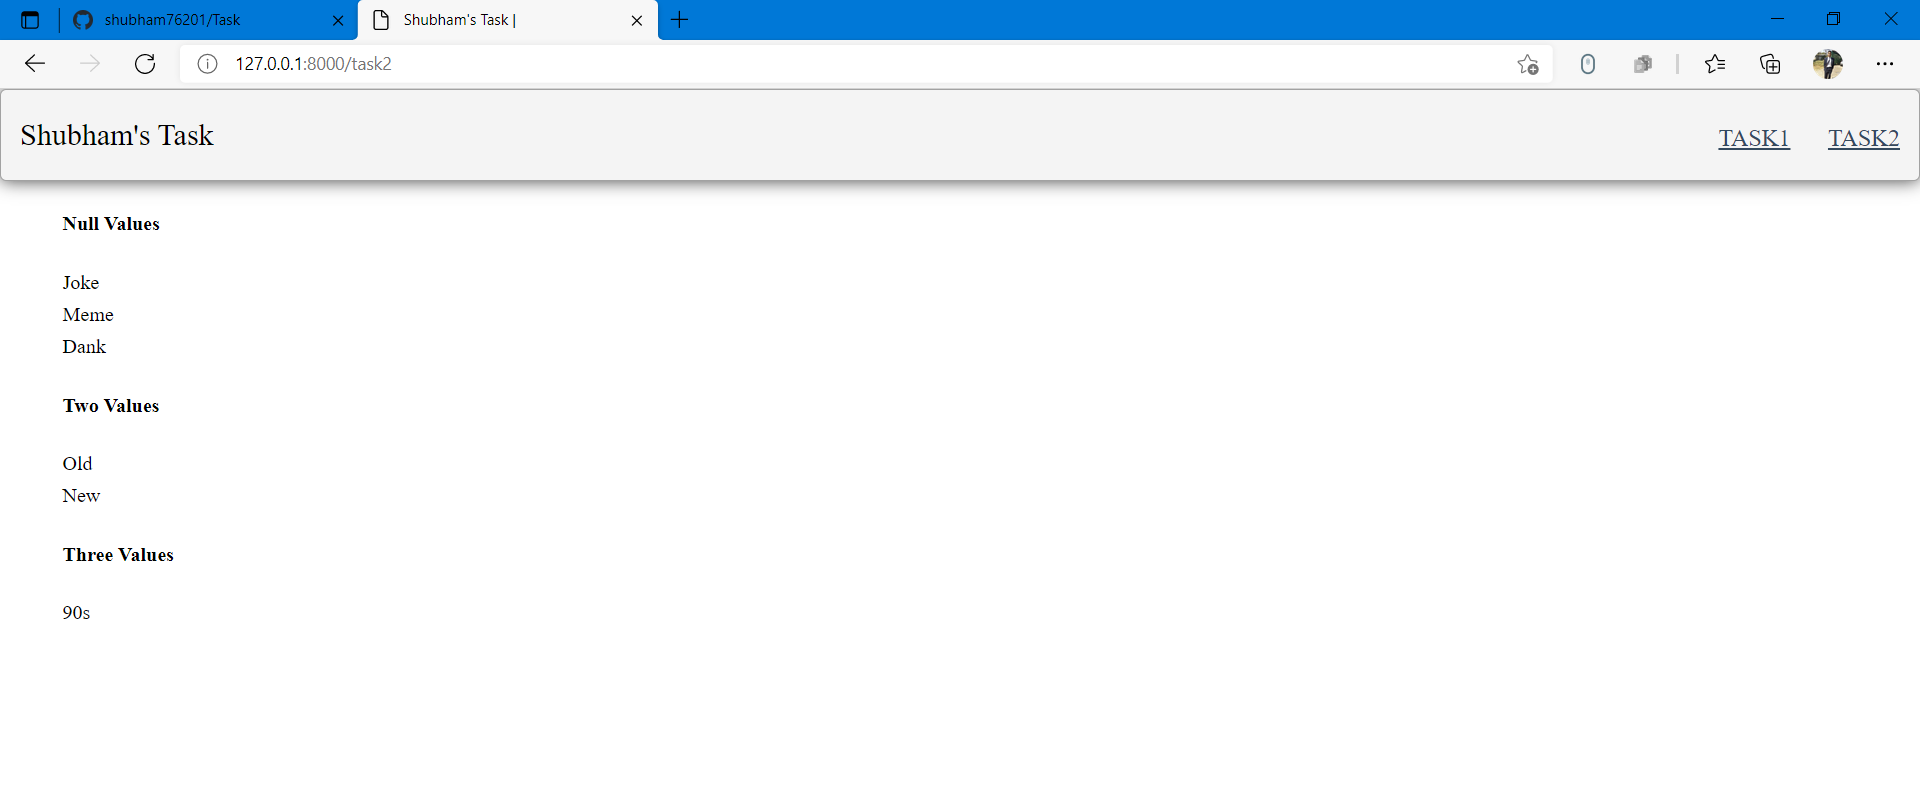 shubham76201/Task
Shubham's Task |
127.0.0.1:8000/task2
Shubham's Task
TASK1 TASK2
Null Values
Joke
Meme
Dank
Two Values
Old
New
Three Values
90s